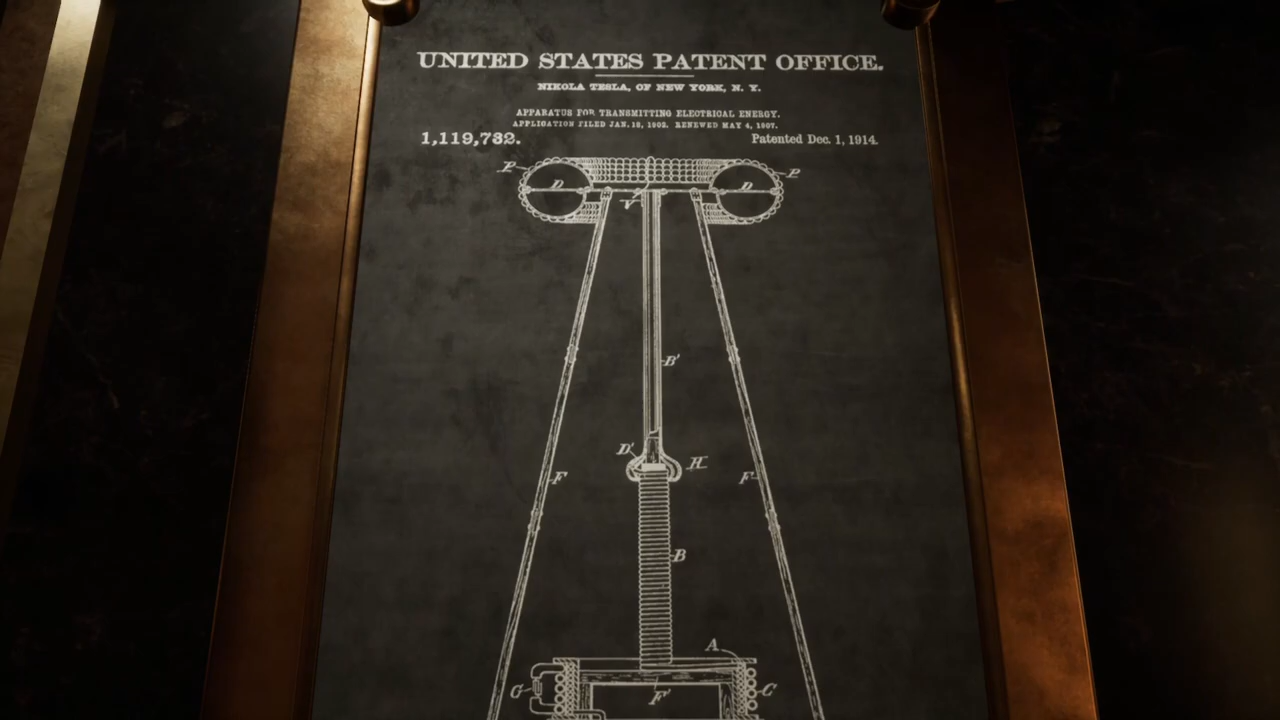 UNITED STATES PATENT OFFICE.
NIKOLA TESLA, OF NEW YORK, N. Y.
APPARATUS FOR TRANSMITTING ELECTRICAL ENERGY.
APPLICATION FILED JAN. 18, 1902. RENEWED MAY 4, 1907.
1,119,732. Patented Dec. 1, 1914.
P P
D D
V
B'
D' H
F F
B
A
G F' C